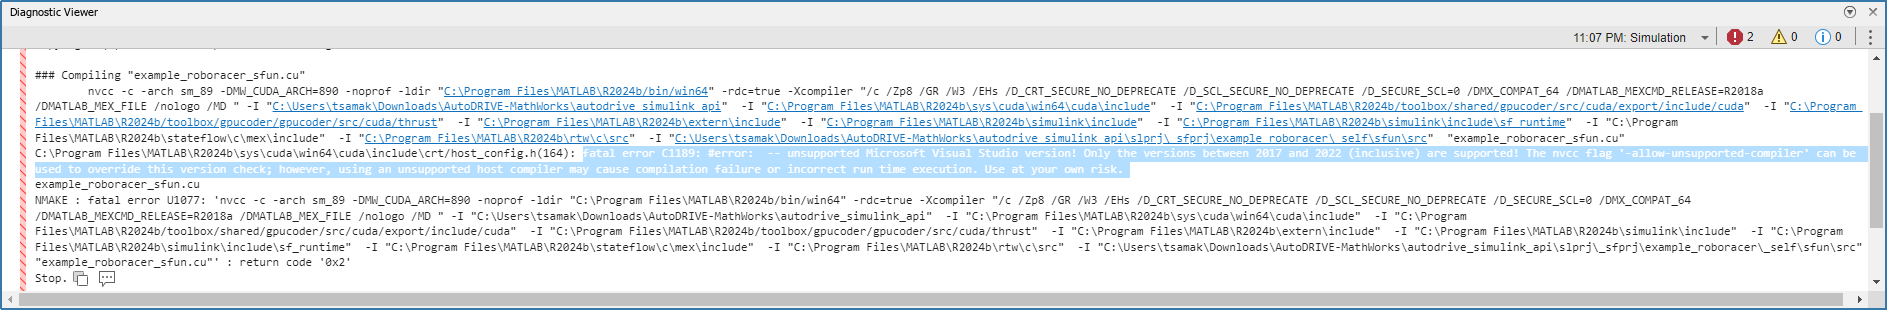 Diagnostic Viewer
11:07 PM: Simulation 2 0 0
### Compiling "example_roboracer_sfun.cu"
nvcc -c -arch sm_89 -DMW_CUDA_ARCH=890 -noprof -ldir "C:\Program Files\MATLAB\R2024b/bin/win64" -rdc=true -Xcompiler "/c /Zp8 /GR /W3 /EHs /D_CRT_SECURE_NO_DEPRECATE /D_SCL_SECURE_NO_DEPRECATE /D_SECURE_SCL=0 /DMX_COMPAT_64 /DMATLAB_MEXCMD_RELEASE=R2018a
/DMATLAB_MEX_FILE /nologo /MD " -I "C:\Users\tsamak\Downloads\AutoDRIVE-MathWorks\autodrive_simulink_api" -I "C:\Program Files\MATLAB\R2024b\sys\cuda\win64\cuda\include" -I "C:\Program Files\MATLAB\R2024b/toolbox/shared/gpucoder/src/cuda/export/include/cuda" -I "C:\Program
Files\MATLAB\R2024b/toolbox/gpucoder/gpucoder/src/cuda/thrust" -I "C:\Program Files\MATLAB\R2024b\extern\include" -I "C:\Program Files\MATLAB\R2024b\simulink\include" -I "C:\Program Files\MATLAB\R2024b\simulink\include\sf_runtime" -I "C:\Program
Files\MATLAB\R2024b\stateflow\c\mex\include" -I "C:\Program Files\MATLAB\R2024b\rtw\c\src" -I "C:\Users\tsamak\Downloads\AutoDRIVE-MathWorks\autodrive_simulink_api\slprj\_sfprj\example_roboracer\_self\sfun\src" "example_roboracer_sfun.cu"
C:\Program Files\MATLAB\R2024b\sys\cuda\win64\cuda\include\crt/host_config.h(164): fatal error C1189: #error: -- unsupported Microsoft Visual Studio version! Only the versions between 2017 and 2022 (inclusive) are supported! The nvcc flag '-allow-unsupported-compiler' can be
used to override this version check; however, using an unsupported host compiler may cause compilation failure or incorrect run time execution. Use at your own risk.
example_roboracer_sfun.cu
NMAKE : fatal error U1077: 'nvcc -c -arch sm_89 -DMW_CUDA_ARCH=890 -noprof -ldir "C:\Program Files\MATLAB\R2024b/bin/win64" -rdc=true -Xcompiler "/c /Zp8 /GR /W3 /EHs /D_CRT_SECURE_NO_DEPRECATE /D_SCL_SECURE_NO_DEPRECATE /D_SECURE_SCL=0 /DMX_COMPAT_64
/DMATLAB_MEXCMD_RELEASE=R2018a /DMATLAB_MEX_FILE /nologo /MD " -I "C:\Users\tsamak\Downloads\AutoDRIVE-MathWorks\autodrive_simulink_api" -I "C:\Program Files\MATLAB\R2024b\sys\cuda\win64\cuda\include" -I "C:\Program
Files\MATLAB\R2024b/toolbox/shared/gpucoder/src/cuda/export/include/cuda" -I "C:\Program Files\MATLAB\R2024b/toolbox/gpucoder/gpucoder/src/cuda/thrust" -I "C:\Program Files\MATLAB\R2024b\extern\include" -I "C:\Program Files\MATLAB\R2024b\simulink\include" -I "C:\Program
Files\MATLAB\R2024b\simulink\include\sf_runtime" -I "C:\Program Files\MATLAB\R2024b\stateflow\c\mex\include" -I "C:\Program Files\MATLAB\R2024b\rtw\c\src" -I "C:\Users\tsamak\Downloads\AutoDRIVE-MathWorks\autodrive_simulink_api\slprj\_sfprj\example_roboracer\_self\sfun\src"
"example_roboracer_sfun.cu"' : return code '0x2'
Stop.